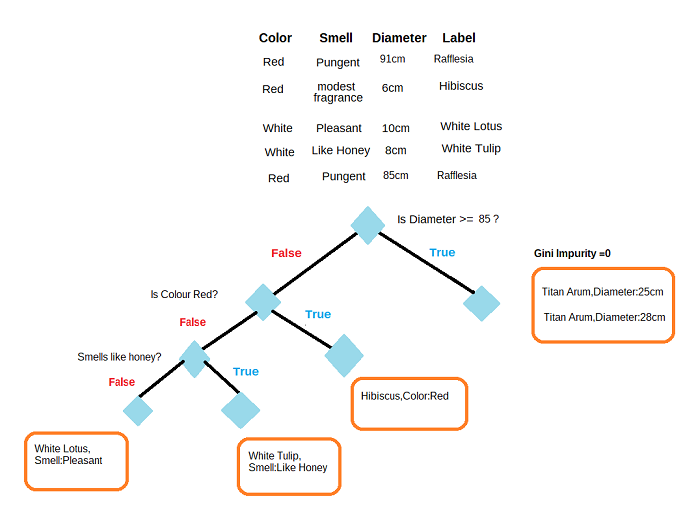 Color Smell Diameter Label
Red Pungent 91cm Rafflesia
Red modest fragrance 6cm Hibiscus
White Pleasant 10cm White Lotus
White Like Honey 8cm White Tulip
Red Pungent 85cm Rafflesia
Is Diameter >= 85 ?
False True
Gini Impurity =0
Titan Arum,Diameter:25cm
Titan Arum,Diameter:28cm
Is Colour Red?
False True
Smells like honey?
False True
Hibiscus,Color:Red
White Lotus,
Smell:Pleasant
White Tulip,
Smell:Like Honey